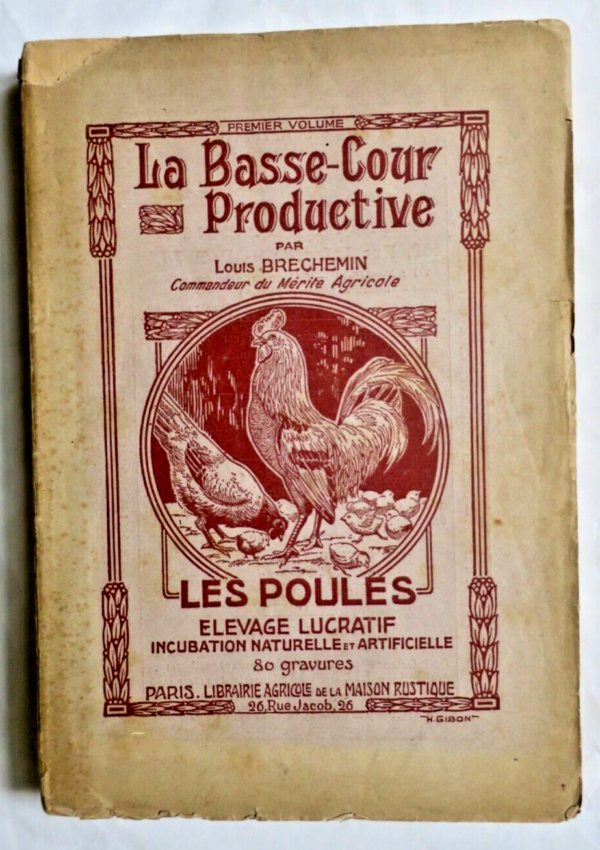 PREMIER VOLUME
La Basse-Cour
Productive
PAR
Louis BRECHEMIN
Commandeur du Mérite Agricole
LES POULES
ELEVAGE LUCRATIF
INCUBATION NATURELLE ET ARTIFICIELLE
80 gravures
PARIS. LIBRAIRIE AGRICOLE DE LA MAISON RUSTIQUE
26, Rue Jacob, 26
H. GIBON